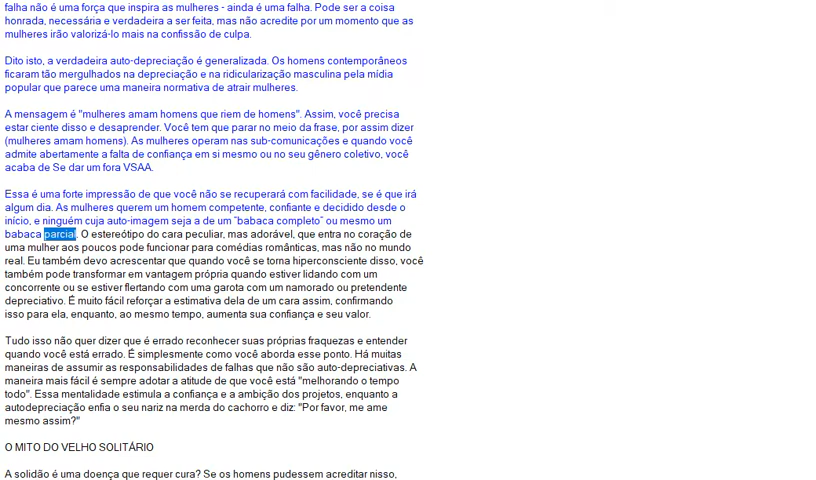 falha não é uma força que inspira as mulheres - ainda é uma falha. Pode ser a coisa
honrada, necessária e verdadeira a ser feita, mas não acredite por um momento que as
mulheres irão valorizá-lo mais na confissão de culpa.
Dito isto, a verdadeira auto-depreciação é generalizada. Os homens contemporâneos
ficaram tão mergulhados na depreciação e na ridicularização masculina pela mídia
popular que parece uma maneira normativa de atrair mulheres.
A mensagem é "mulheres amam homens que riem de homens". Assim, você precisa
estar ciente disso e desaprender. Você tem que parar no meio da frase, por assim dizer
(mulheres amam homens). As mulheres operam nas sub-comunicações e quando você
admite abertamente a falta de confiança em si mesmo ou no seu gênero coletivo, você
acaba de Se dar um fora VSAA.
Essa é uma forte impressão de que você não se recuperará com facilidade, se é que irá
algum dia. As mulheres querem um homem competente, confiante e decidido desde o
início, e ninguém cuja auto-imagem seja a de um "babaca completo" ou mesmo um
babaca parcial. O estereótipo do cara peculiar, mas adorável, que entra no coração de
uma mulher aos poucos pode funcionar para comédias românticas, mas não no mundo
real. Eu também devo acrescentar que quando você se torna hiperconsciente disso, você
também pode transformar em vantagem própria quando estiver lidando com um
concorrente ou se estiver flertando com uma garota com um namorado ou pretendente
depreciativo. É muito fácil reforçar a estimativa dela de um cara assim, confirmando
isso para ela, enquanto, ao mesmo tempo, aumenta sua confiança e seu valor.
Tudo isso não quer dizer que é errado reconhecer suas próprias fraquezas e entender
quando você está errado. É simplesmente como você aborda esse ponto. Há muitas
maneiras de assumir as responsabilidades de falhas que não são auto-depreciativas. A
maneira mais fácil é sempre adotar a atitude de que você está "melhorando o tempo
todo". Essa mentalidade estimula a confiança e a ambição dos projetos, enquanto a
autodepreciação enfia o seu nariz na merda do cachorro e diz: "Por favor, me ame
mesmo assim?"
O MITO DO VELHO SOLITÁRIO
A solidão é uma doença que requer cura? Se os homens pudessem acreditar nisso,